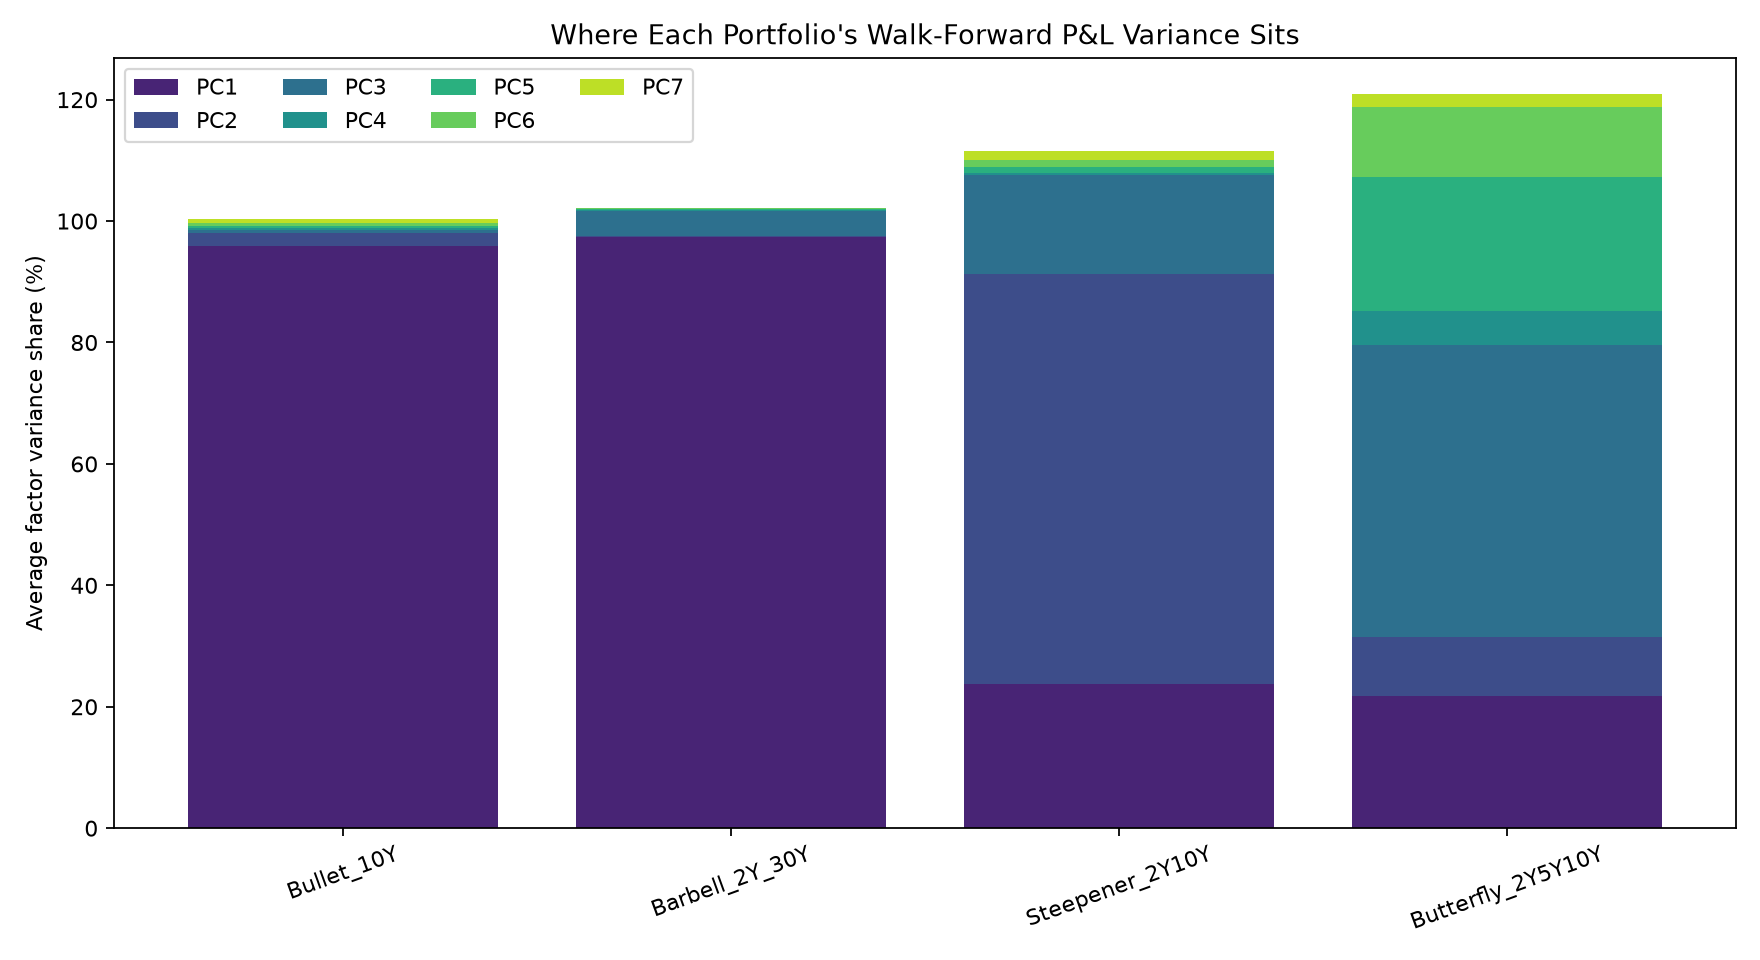 Where Each Portfolio's Walk-Forward P&L Variance Sits
PC1 PC3 PC5 PC7
PC2 PC4 PC6
Average factor variance share (%)
120
100
80
60
40
20
0
Bullet_10Y
Barbell_2Y_30Y
Steepener_2Y10Y
Butterfly_2Y5Y10Y